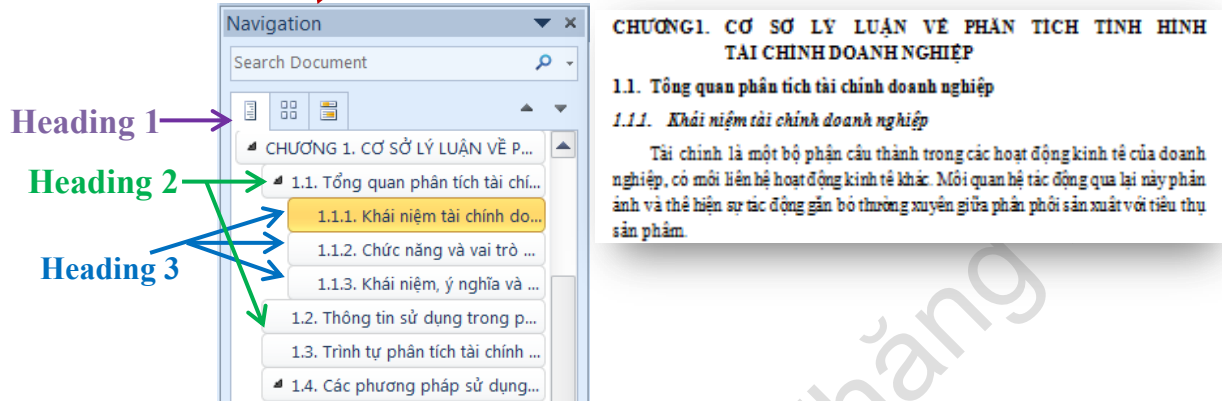 Navigation
Search Document
Heading 1
CHƯƠNG 1. CƠ SỞ LÝ LUẬN VỀ P...
Heading 2
1.1. Tổng quan phân tích tài chí...
1.1.1. Khái niệm tài chính do...
1.1.2. Chức năng và vai trò ...
Heading 3
1.1.3. Khái niệm, ý nghĩa và ...
1.2. Thông tin sử dụng trong p...
1.3. Trình tự phân tích tài chính ...
1.4. Các phương pháp sử dụng...
CHƯƠNG1. CƠ SƠ LÝ LUẬN VỀ PHÂN TÍCH TÌNH HÌNH
TÀI CHÍNH DOANH NGHIỆP
1.1. Tổng quan phân tích tài chính doanh nghiệp
1.1.1. Khái niệm tài chính doanh nghiệp
Tài chính là một bộ phận cấu thành trong các hoạt động kinh tế của doanh
nghiệp, có mối liên hệ hoạt động kinh tế khác. Mối quan hệ tác động qua lại này phản
ánh và thể hiện sự tác động gắn bó thường xuyên giữa phân phối sản xuất với tiêu thụ
sản phẩm.